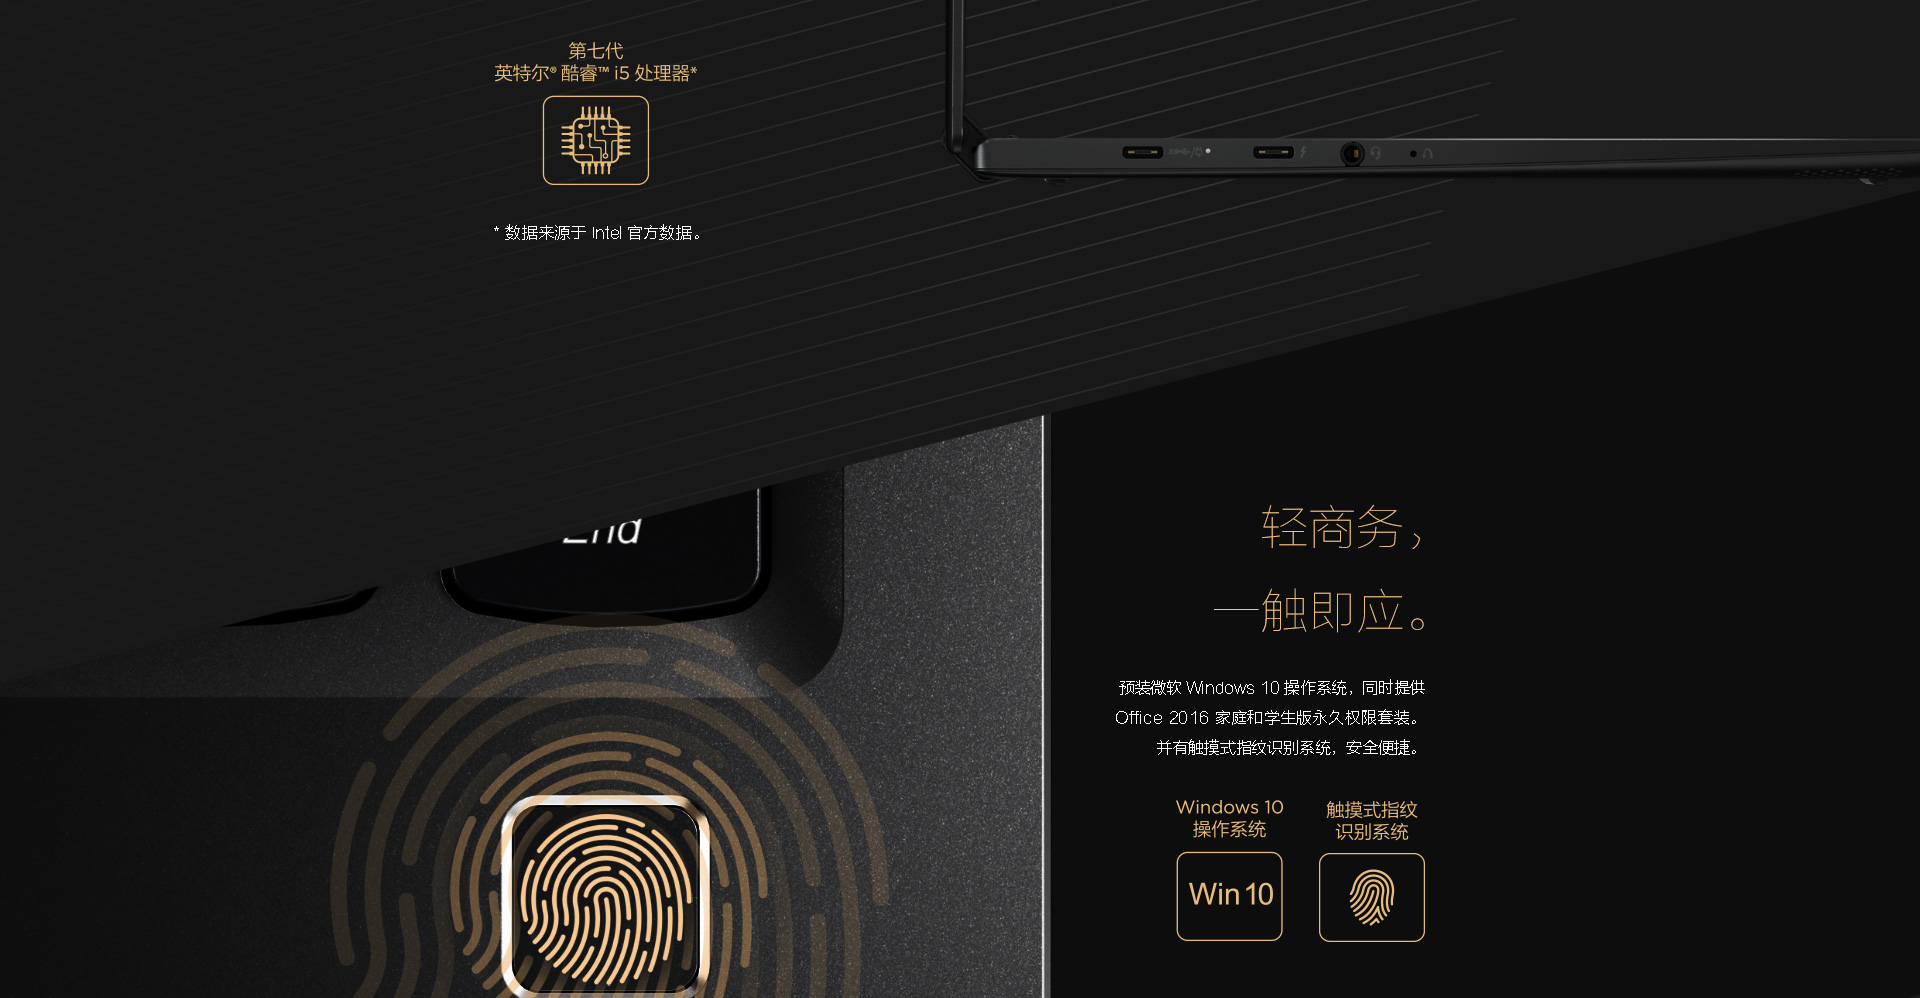 第七代
英特尔® 酷睿™ i5 处理器*
* 数据来源于 Intel 官方数据。
End
轻商务，
一触即应。
预装微软 Windows 10 操作系统，同时提供
Office 2016 家庭和学生版永久权限套装。
并有触摸式指纹识别系统，安全便捷。
Windows 10
操作系统
触摸式指纹
识别系统
Win 10